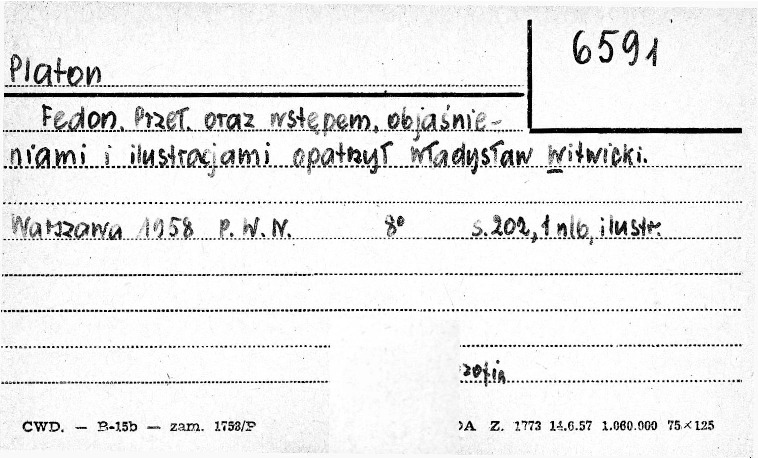 6591
Platon
Fedon. Przeł. oraz wstępem, objaśnie-
niami i ilustracjami opatrzył Władysław Witwicki.
Warszawa 1958 P.W.N. 8° s. 202, 1 nlb, ilustr.
zofia
CWD. — B-15b — zam. 1758/P DA Z. 1773 14.6.57 1.060.000 75×125